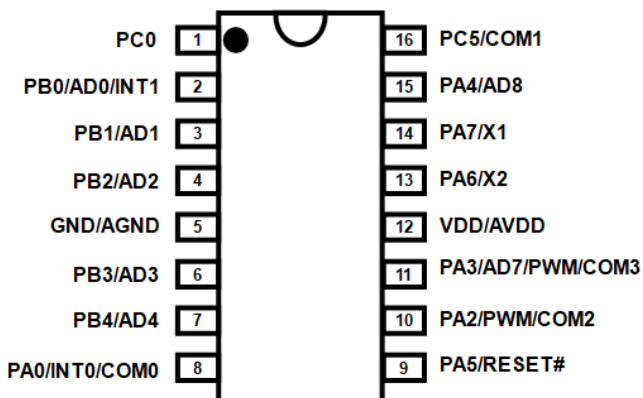 PC0 1 16 PC5/COM1
PB0/AD0/INT1 2 15 PA4/AD8
PB1/AD1 3 14 PA7/X1
PB2/AD2 4 13 PA6/X2
GND/AGND 5 12 VDD/AVDD
PB3/AD3 6 11 PA3/AD7/PWM/COM3
PB4/AD4 7 10 PA2/PWM/COM2
PA0/INT0/COM0 8 9 PA5/RESET#